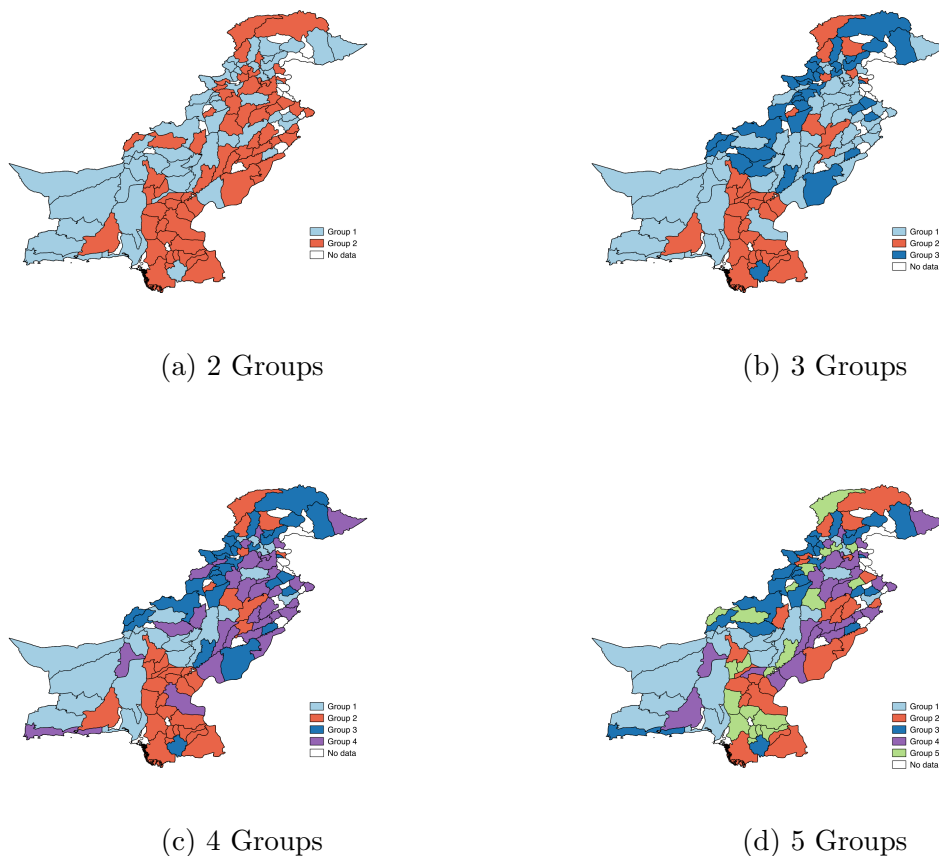 Group 1
Group 2
No data
(a) 2 Groups
Group 1
Group 2
Group 3
No data
(b) 3 Groups
Group 1
Group 2
Group 3
Group 4
No data
(c) 4 Groups
Group 1
Group 2
Group 3
Group 4
Group 5
No data
(d) 5 Groups